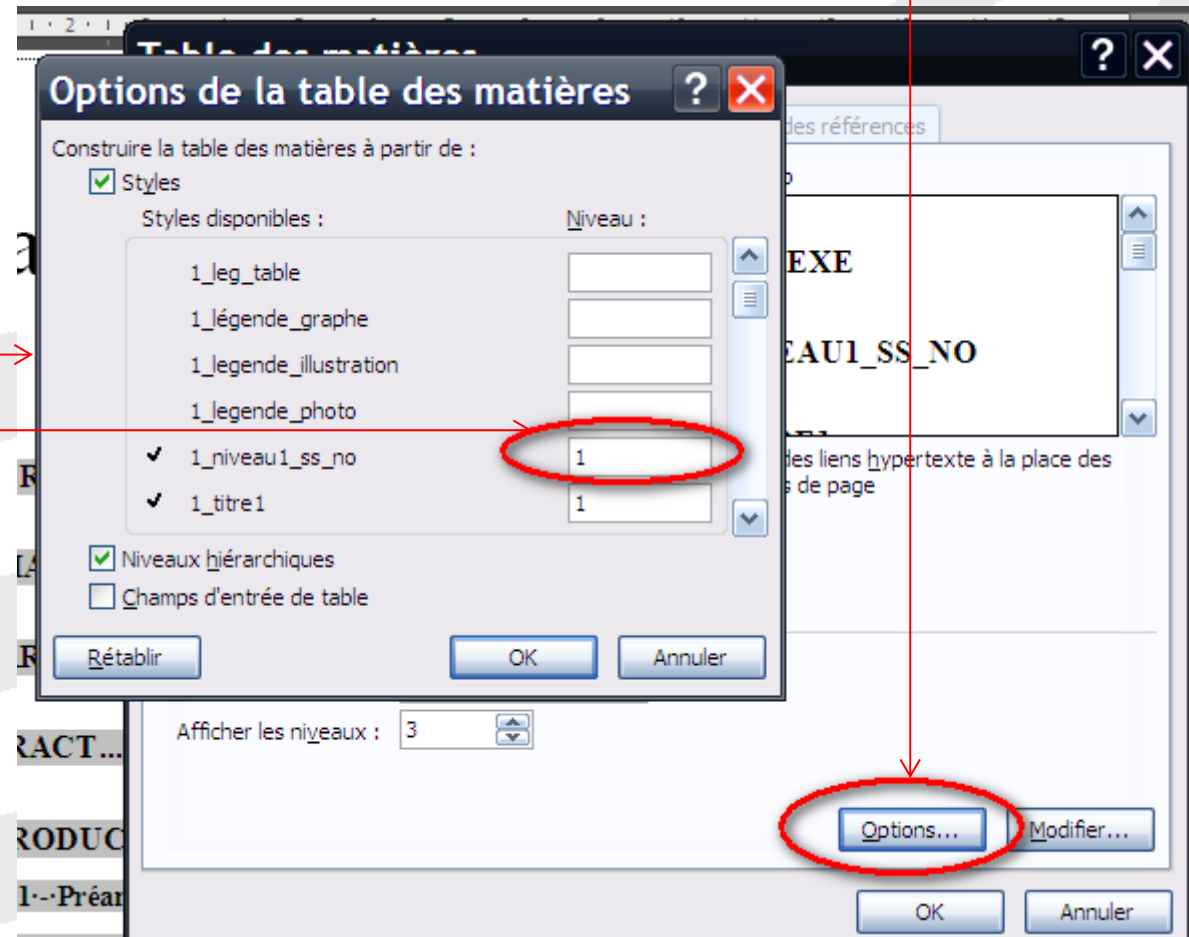 2
Table des matières
? X
Options de la table des matières ? X
des références
Construire la table des matières à partir de :
Styles
Styles disponibles : Niveau :
1_leg_table
1_légende_graphe
1_legende_illustration
1_legende_photo
1_niveau1_ss_no 1
1_titre1 1
Niveaux hiérarchiques
Champs d'entrée de table
Rétablir OK Annuler
EXE
EAU1_SS_NO
des liens hypertexte à la place des
s de page
Afficher les niveaux : 3
RACT...
RODUC
1·-·Préar
Options... Modifier...
OK Annuler